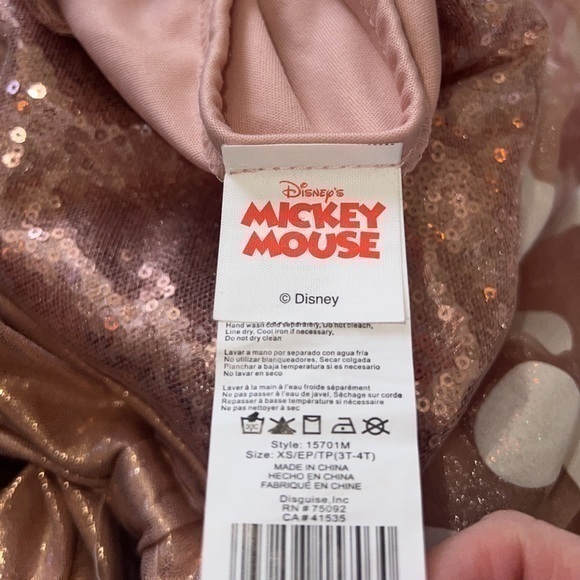 Disney's
MICKEY
MOUSE
© Disney
Hand wash cold separately, Do not bleach,
Line dry, Cool iron if necessary,
Do not dry clean
Lavar a mano por separado con agua fría
No utilizar blanqueadores, Secar colgada
Planchar a baja temperatura si es necesario
No lavar en seco
Laver à la main à l'eau froide séparément
Ne pas passer à l'eau de javel, Séchage sur corde
Repasser à basse température si nécessaire
Ne pas nettoyer à sec
30C
Style: 15701M
Size: XS/EP/TP(3T-4T)
MADE IN CHINA
HECHO EN CHINA
FABRIQUÉ EN CHINE
Disguise,Inc
RN# 75092
CA# 41535